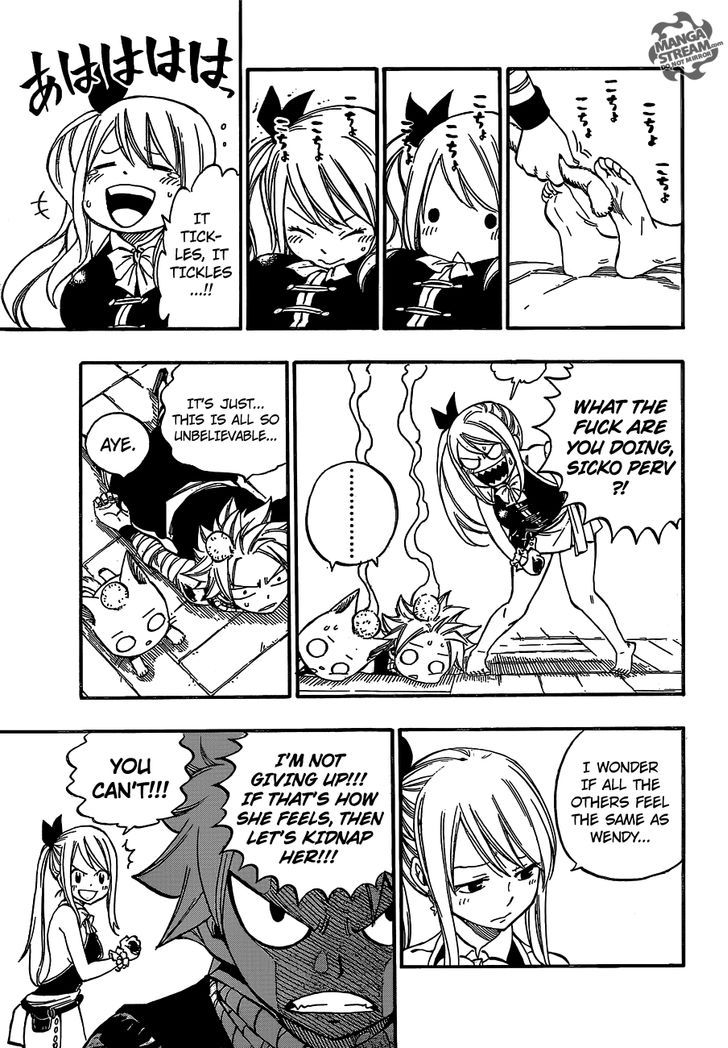 MANGA
STREAM.com
DO NOT MIRROR
こちょ
こちょ
こちょ
こちょ
こちょ
こちょ
こちょ
こちょ
あはははは、
IT
TICK-
LES, IT
TICKLES
...!!
WHAT THE
FUCK ARE
YOU DOING,
SICKO PERV
?!
.........
IT'S JUST...
THIS IS ALL SO
UNBELIEVABLE...
AYE.
I WONDER
IF ALL THE
OTHERS FEEL
THE SAME AS
WENDY...
I'M NOT
GIVING UP!!!
IF THAT'S HOW
SHE FEELS, THEN
LET'S KIDNAP
HER!!!
YOU
CAN'T!!!